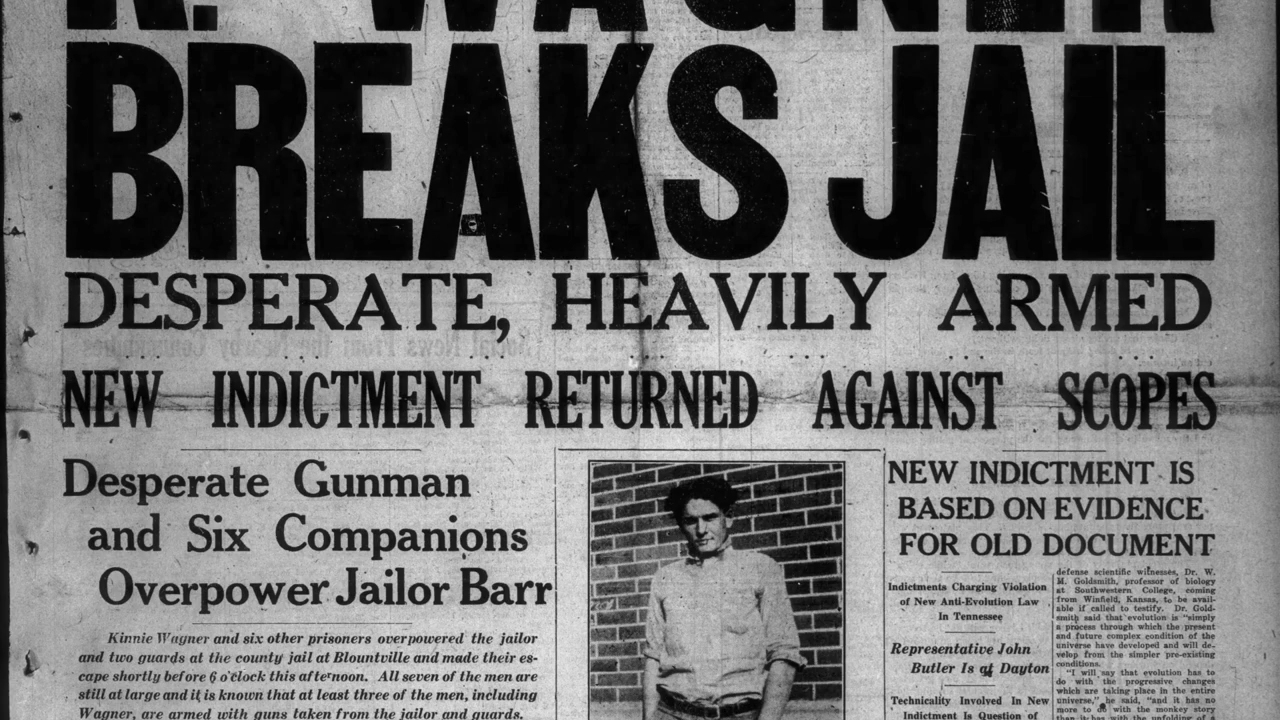 K. WAGNER
BREAKS JAIL
DESPERATE, HEAVILY ARMED
NEW INDICTMENT RETURNED AGAINST SCOPES
Desperate Gunman
and Six Companions
Overpower Jailor Barr
Kinnie Wagner and six other prisoners overpowered the jailor
and two guards at the county jail at Blountville and made their es-
cape shortly before 6 o'clock this afternoon. All seven of the men are
still at large and it is known that at least three of the men, including
Wagner, are armed with guns taken from the jailor and guards.
NEW INDICTMENT IS
BASED ON EVIDENCE
FOR OLD DOCUMENT
Indictments Charging Violation
of New Anti-Evolution Law
In Tennessee
Representative John
Butler Is at Dayton
Technicality Involved In New
Indictment Is Question of
defense scientific witnesses, Dr. W.
M. Goldsmith, professor of biology
at Southwestern College, coming
from Winfield, Kansas, to be avail-
able if called to testify. Dr. Gold-
smith said that evolution is "simply
a process through which the present
and future complex condition of the
universe have developed and will de-
velop from the simpler pre-existing
conditions.
"I will say that evolution has to
do with the progressive changes
which are taking place in the entire
universe," he said, "and it has no
more to do with the monkey story
than it has with the unfolding of